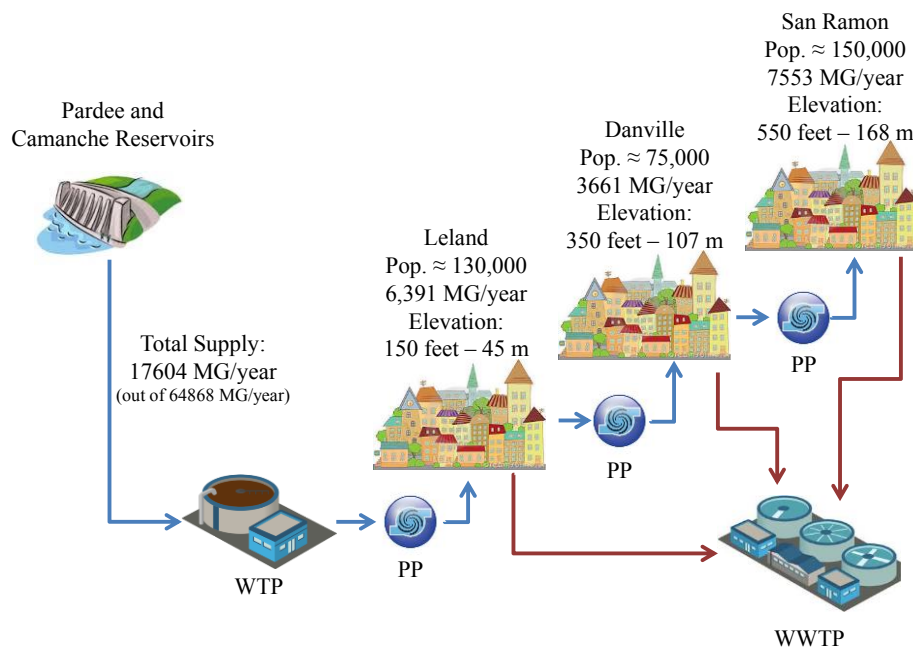 San Ramon
Pop. ≈ 150,000
7553 MG/year
Elevation:
550 feet – 168 m
Pardee and
Camanche Reservoirs
Danville
Pop. ≈ 75,000
3661 MG/year
Elevation:
350 feet – 107 m
Leland
Pop. ≈ 130,000
6,391 MG/year
Elevation:
150 feet – 45 m
Total Supply:
17604 MG/year
(out of 64868 MG/year)
PP
PP
PP
WTP
WWTP